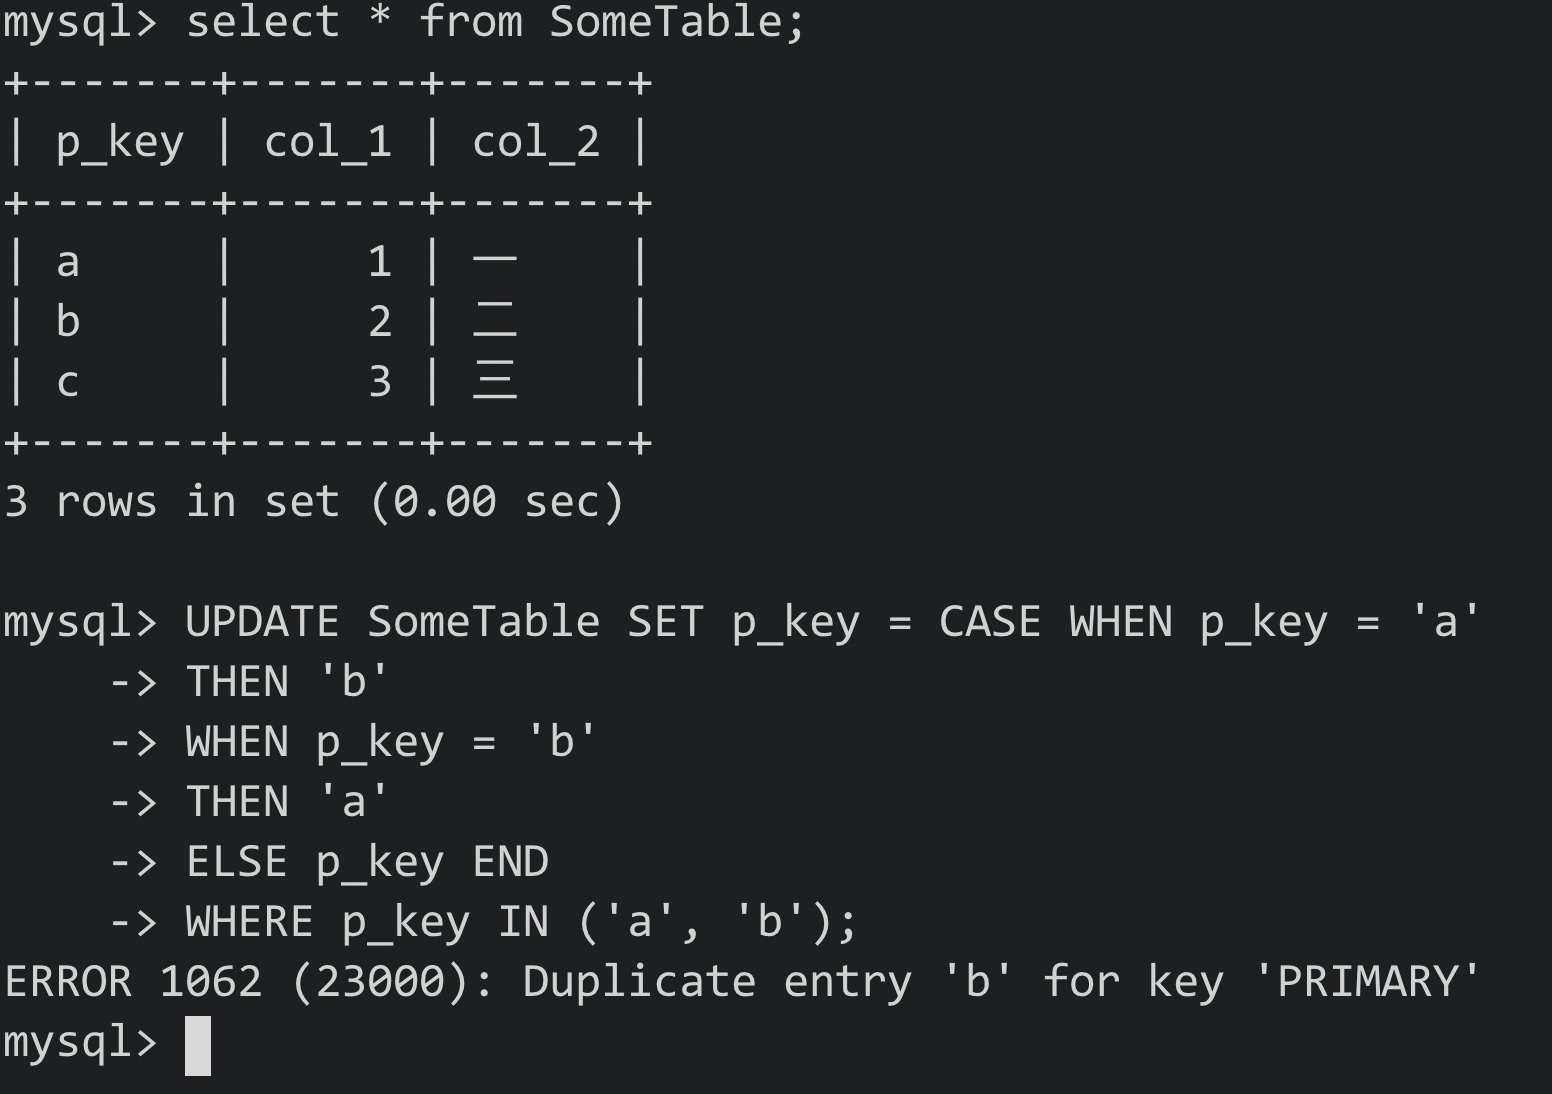 mysql> select * from SomeTable;
+-------+-------+-------+
| p_key | col_1 | col_2 |
+-------+-------+-------+
| a     |     1 | 一    |
| b     |     2 | 二    |
| c     |     3 | 三    |
+-------+-------+-------+
3 rows in set (0.00 sec)

mysql> UPDATE SomeTable SET p_key = CASE WHEN p_key = 'a'
    -> THEN 'b'
    -> WHEN p_key = 'b'
    -> THEN 'a'
    -> ELSE p_key END
    -> WHERE p_key IN ('a', 'b');
ERROR 1062 (23000): Duplicate entry 'b' for key 'PRIMARY'
mysql>